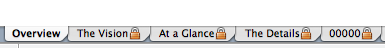 Overview The Vision At a Glance The Details 00000